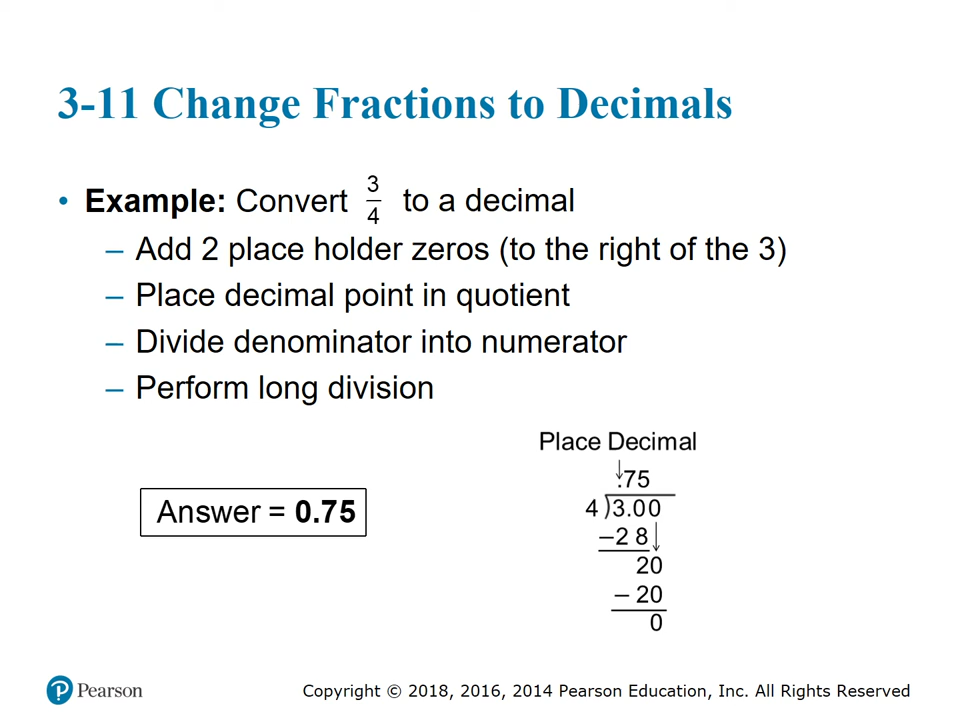 3-11 Change Fractions to Decimals
• Example: Convert 3/4 to a decimal
– Add 2 place holder zeros (to the right of the 3)
– Place decimal point in quotient
– Divide denominator into numerator
– Perform long division
Place Decimal
↓
.75
4)3.00
–28↓
20
– 20
0
Answer = 0.75
Pearson
Copyright © 2018, 2016, 2014 Pearson Education, Inc. All Rights Reserved